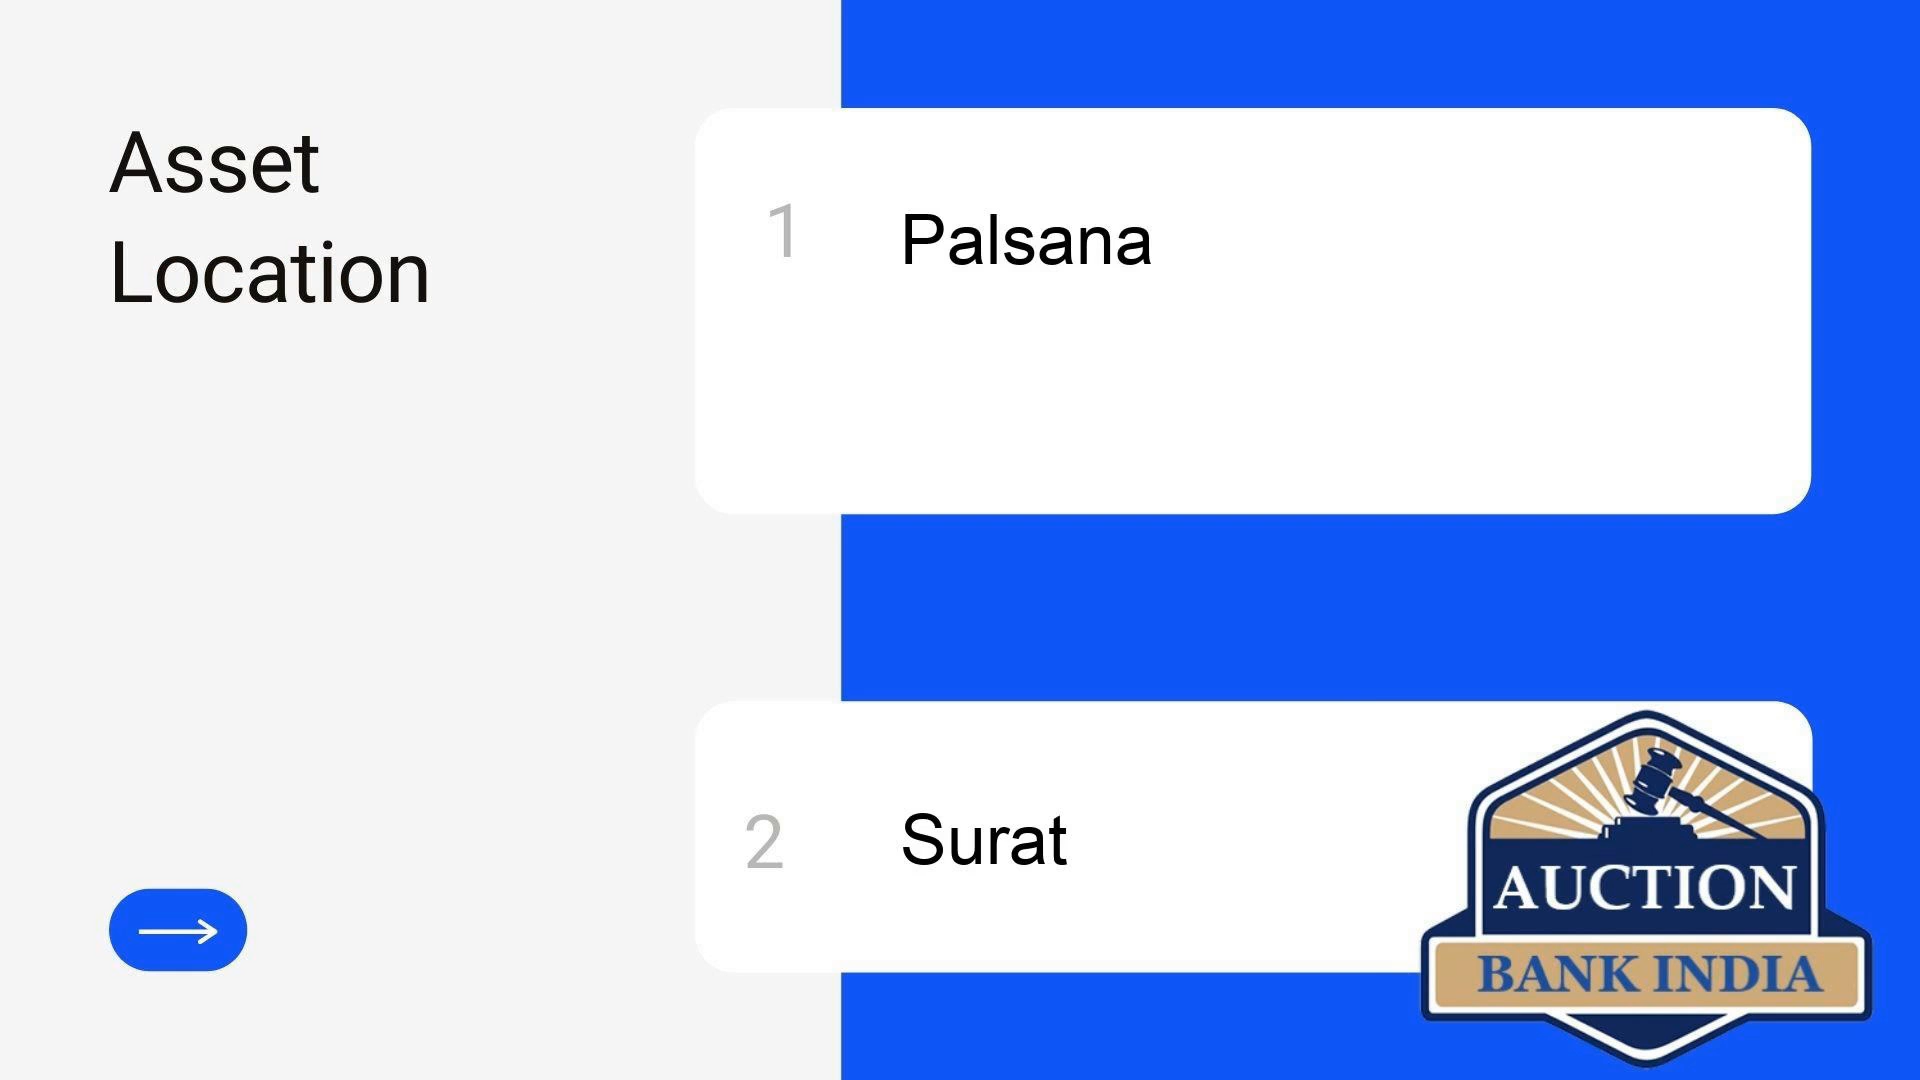 Asset
Location
1
Palsana
2
Surat
AUCTION
BANK INDIA